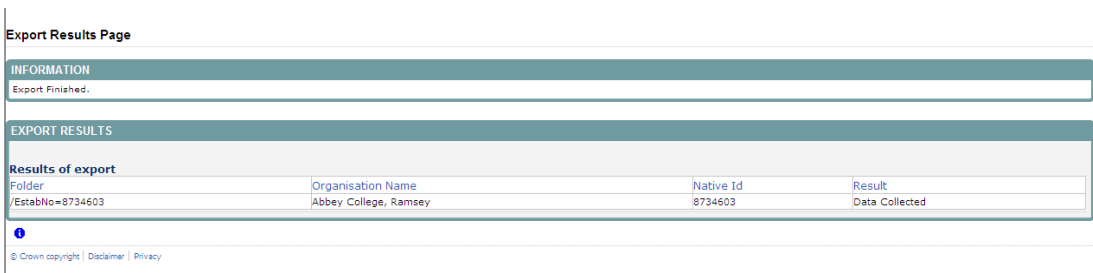 Export Results Page
INFORMATION
Export Finished.
EXPORT RESULTS
Results of export
Folder Organisation Name Native Id Result
/EstabNo=8734603 Abbey College, Ramsey 8734603 Data Collected
© Crown copyright | Disclaimer | Privacy